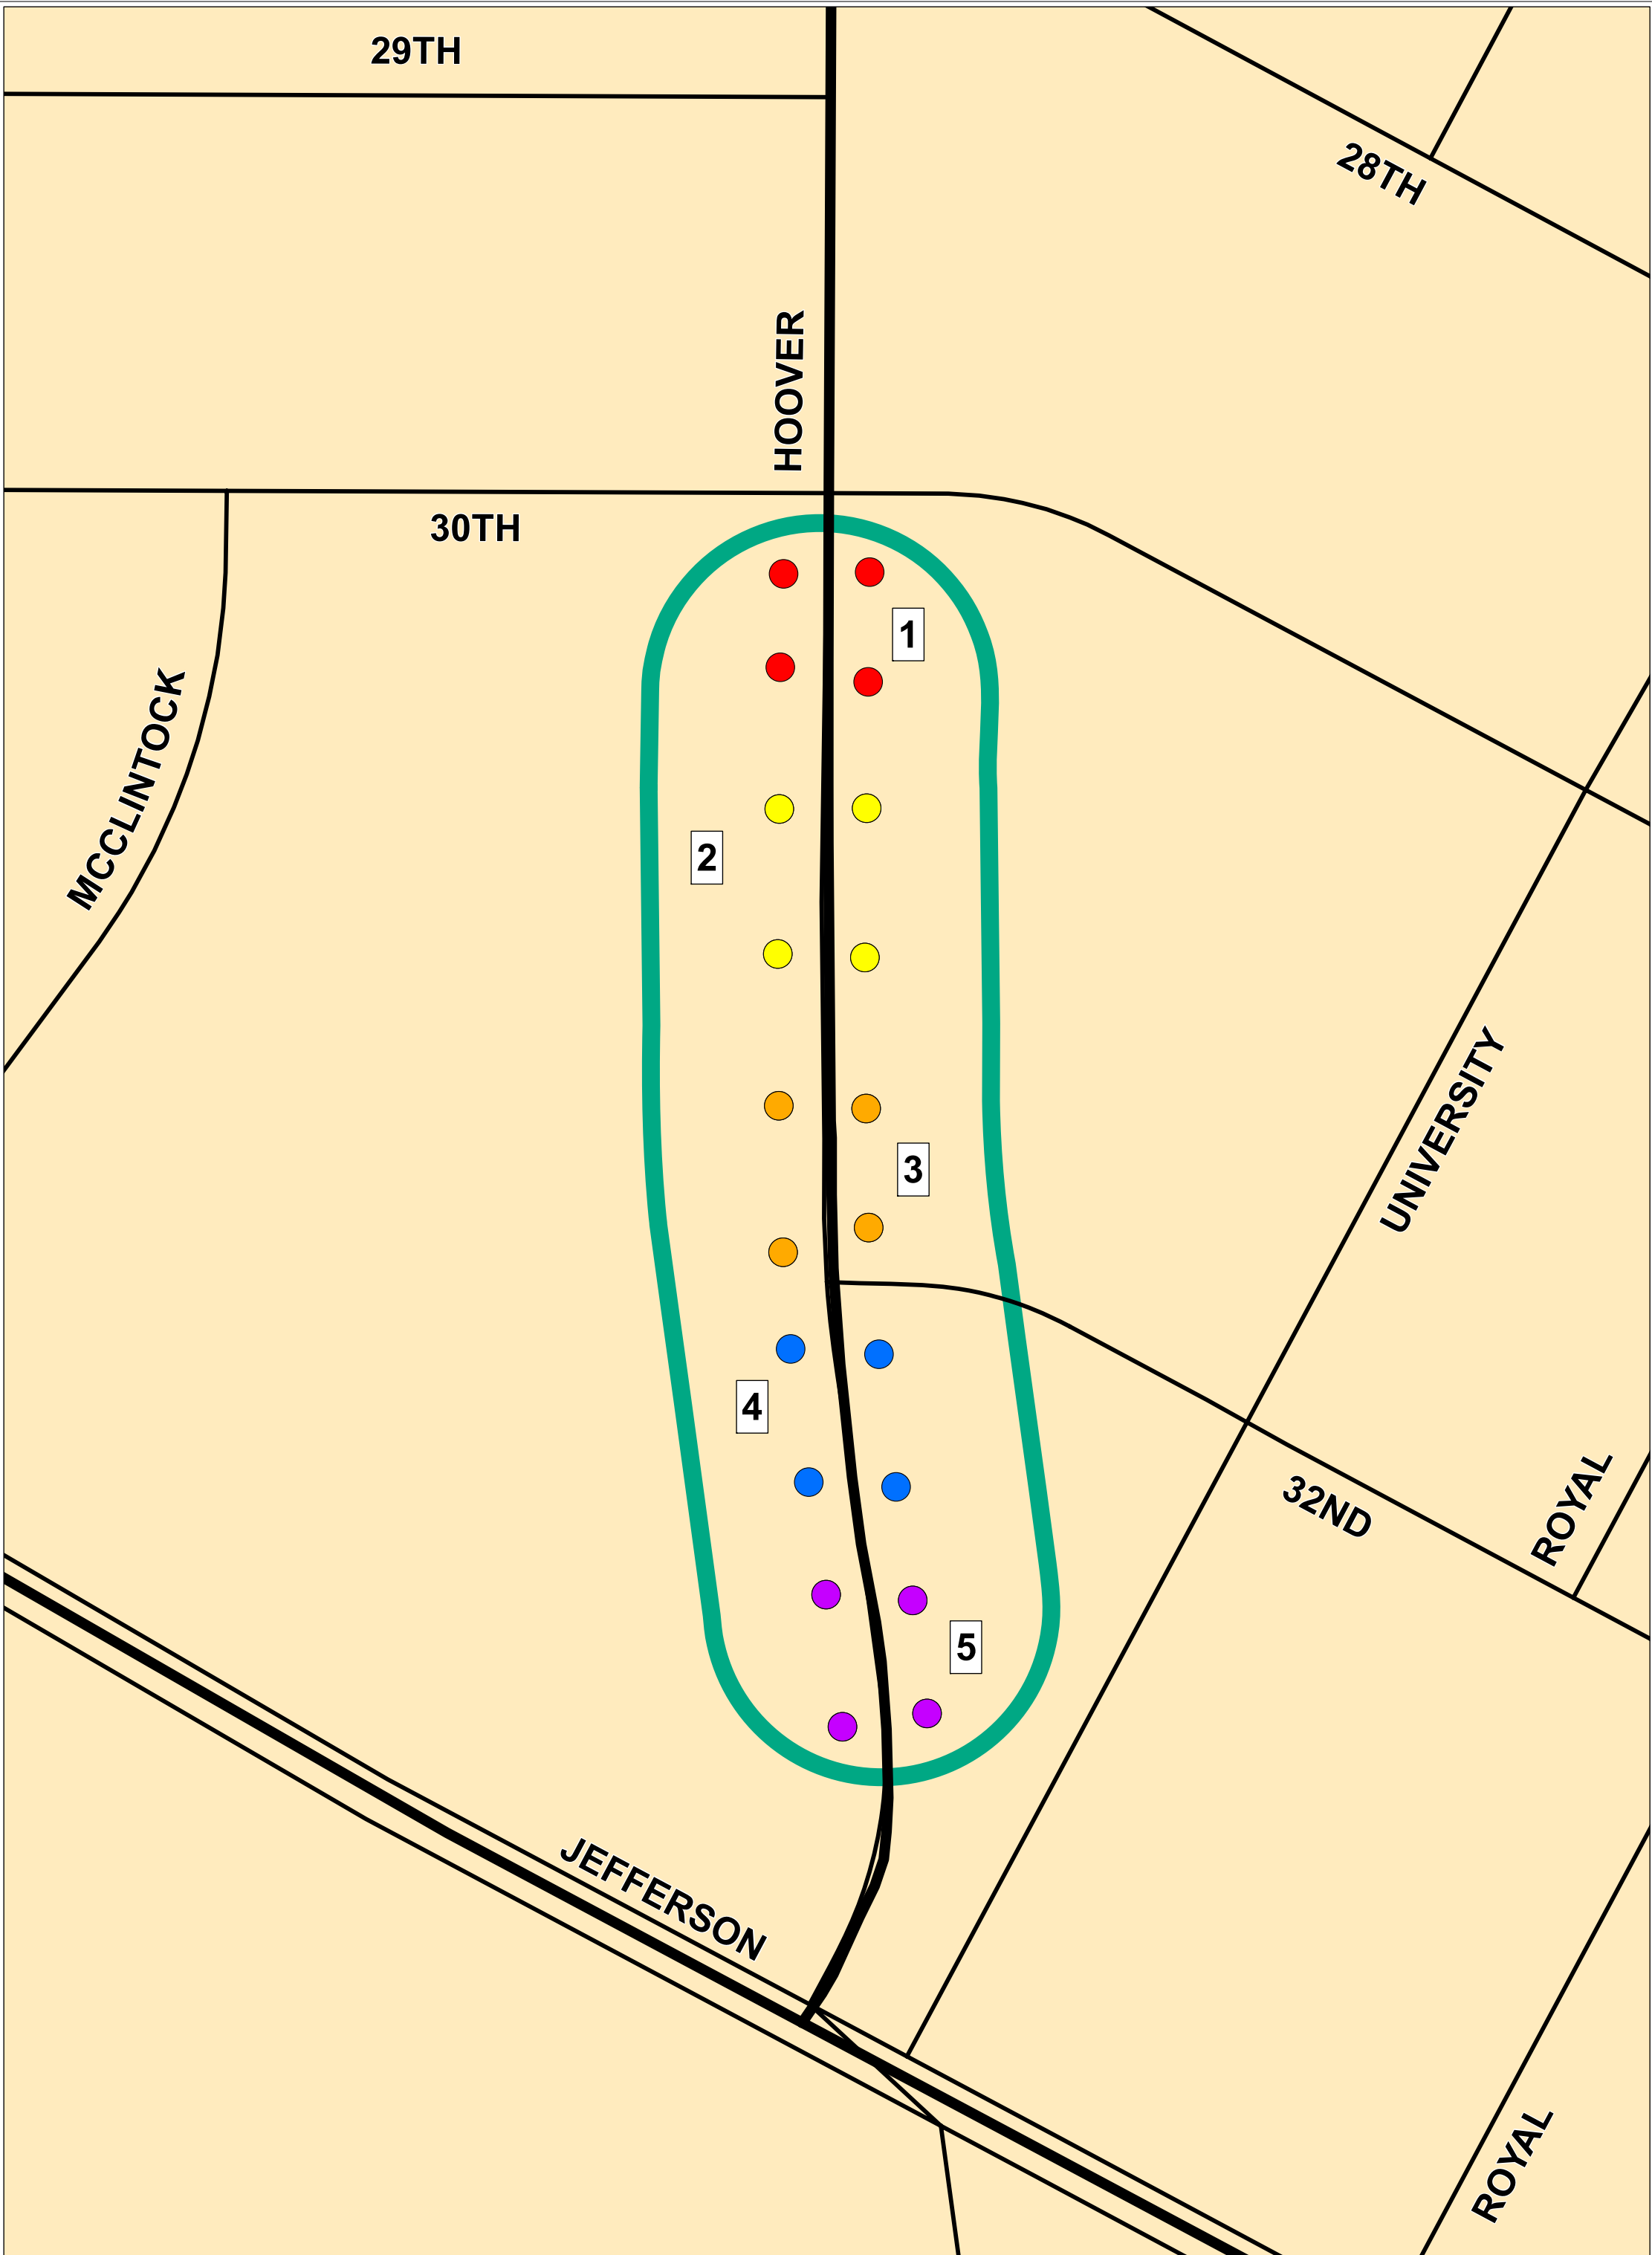 29TH
28TH
HOOVER
30TH
1
MCCLINTOCK
2
UNIVERSITY
3
4
32ND
ROYAL
5
JEFFERSON
ROYAL